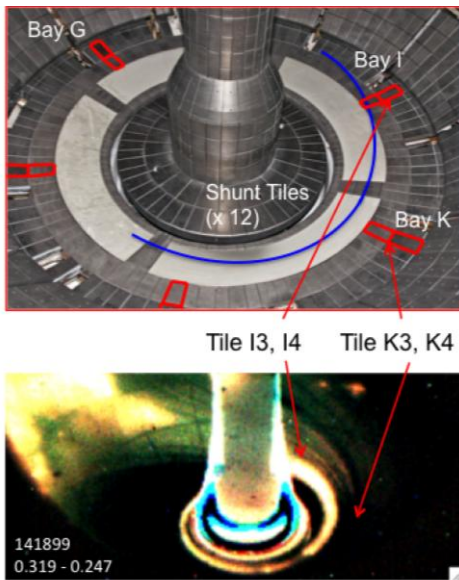 Bay G
Bay I
Shunt Tiles
(x 12)
Bay K
Tile I3, I4 Tile K3, K4
141899
0.319 - 0.247